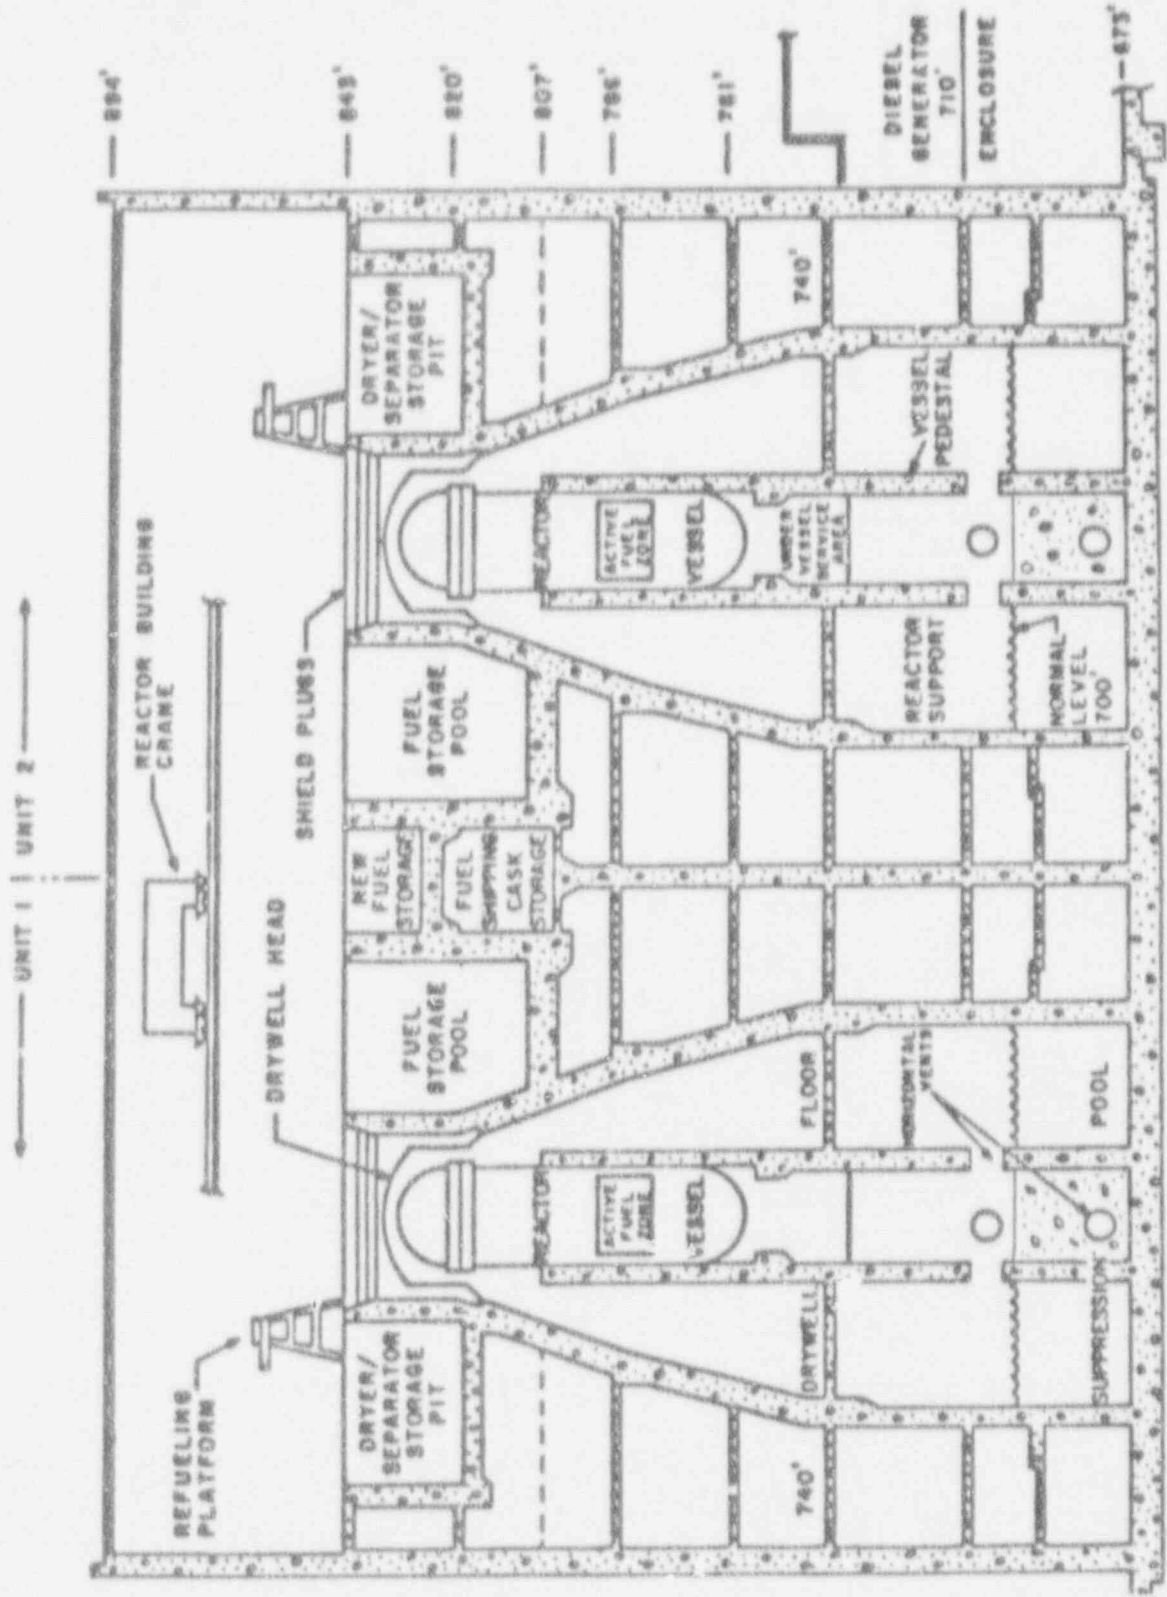 UNIT 1
UNIT 2
REACTOR BUILDING
CRANE
REFUELING
PLATFORM
DRYWELL HEAD
SHIELD PLUGS
DRYER/
SEPARATOR
STORAGE
PIT
FUEL
STORAGE
POOL
NEW
FUEL
STORAGE
FUEL
SHIPPING
CASK
STORAGE
FUEL
STORAGE
POOL
DRYER/
SEPARATOR
STORAGE
PIT
REACTOR
ACTIVE
FUEL
ZONE
VESSEL
REACTOR
ACTIVE
FUEL
ZONE
VESSEL
UNDER
VESSEL
SERVICE
AREA
740'
DRYWELL
FLOOR
740'
HORIZONTAL
VENTS
REACTOR
SUPPORT
VESSEL
PEDESTAL
SUPPRESSION
POOL
NORMAL
LEVEL
700'
843'
820'
807'
786'
761'
DIESEL
GENERATOR
710'
ENCLOSURE
673'